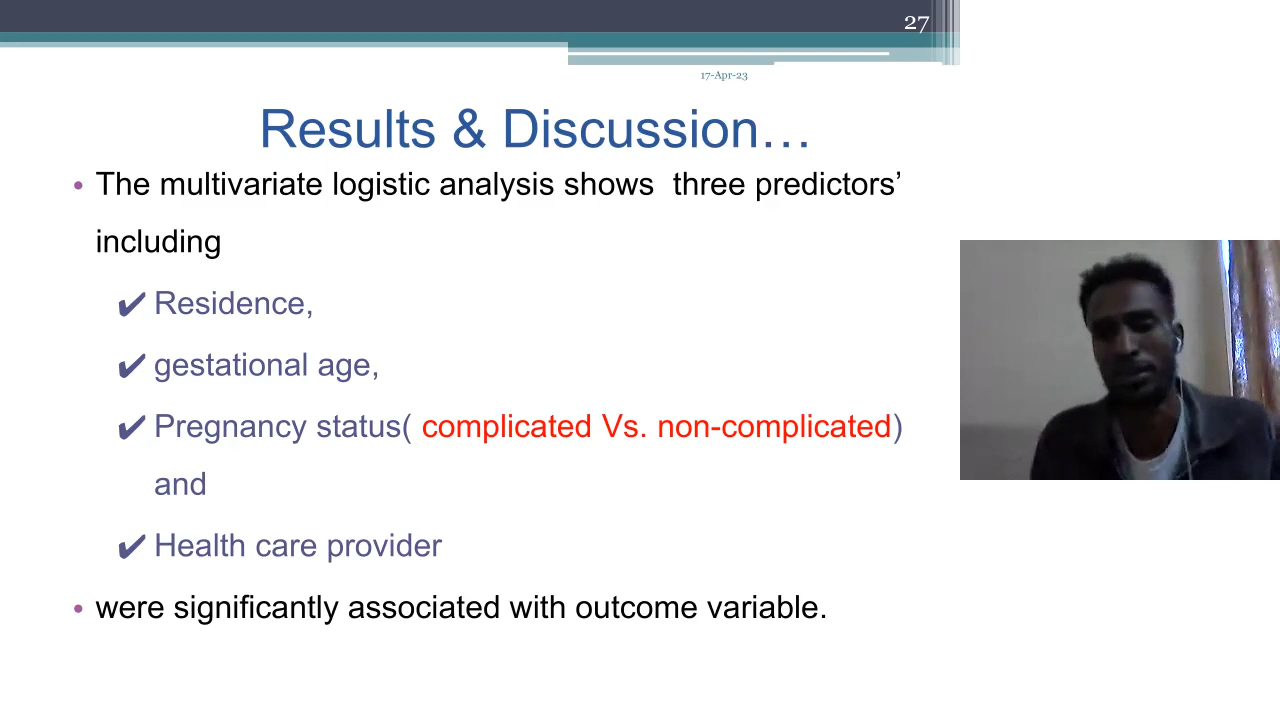 27
17-Apr-23
Results & Discussion…
• The multivariate logistic analysis shows  three predictors’
including
✔ Residence,
✔ gestational age,
✔ Pregnancy status( complicated Vs. non-complicated)
and
✔ Health care provider
• were significantly associated with outcome variable.